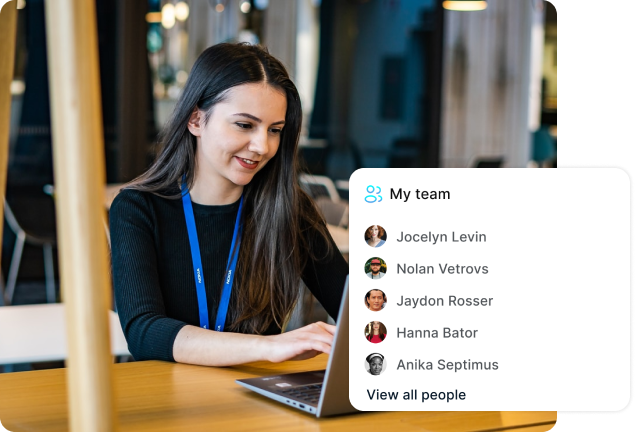 My team
Jocelyn Levin
Nolan Vetrovs
Jaydon Rosser
Hanna Bator
Anika Septimus
View all people